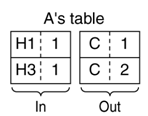 A's table
H1 1 C 1
H3 1 C 2
In Out